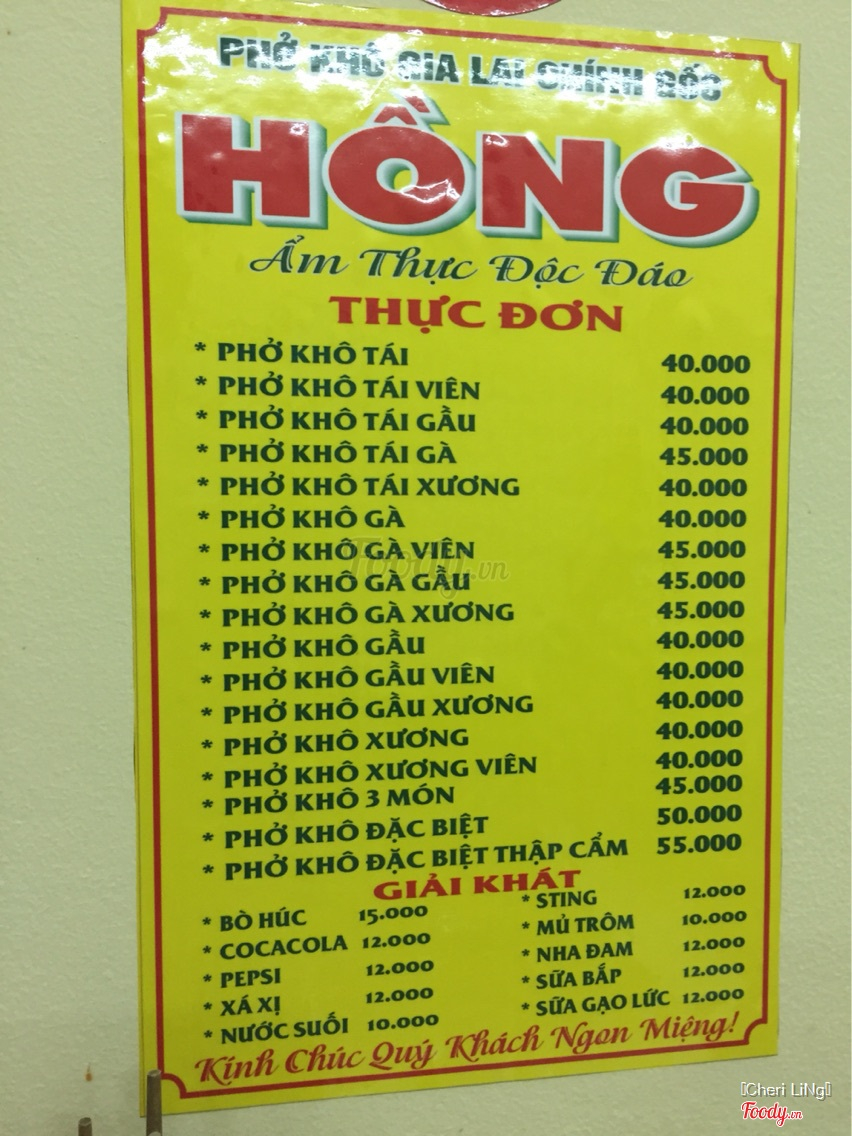 PHỞ KHÔ GIA LAI CHÍNH GỐC
HỒNG
Ẩm Thực Độc Đáo
THỰC ĐƠN
* PHỞ KHÔ TÁI 40.000
* PHỞ KHÔ TÁI VIÊN 40.000
* PHỞ KHÔ TÁI GẦU 40.000
* PHỞ KHÔ TÁI GÀ 45.000
* PHỞ KHÔ TÁI XƯƠNG 40.000
* PHỞ KHÔ GÀ 40.000
* PHỞ KHÔ GÀ VIÊN 45.000
* PHỞ KHÔ GÀ GẦU 45.000
* PHỞ KHÔ GÀ XƯƠNG 45.000
* PHỞ KHÔ GẦU 40.000
* PHỞ KHÔ GẦU VIÊN 40.000
* PHỞ KHÔ GẦU XƯƠNG 40.000
* PHỞ KHÔ XƯƠNG 40.000
* PHỞ KHÔ XƯƠNG VIÊN 40.000
* PHỞ KHÔ 3 MÓN 45.000
* PHỞ KHÔ ĐẶC BIỆT 50.000
* PHỞ KHÔ ĐẶC BIỆT THẬP CẨM 55.000
GIẢI KHÁT
* BÒ HÚC 15.000
* COCACOLA 12.000
* PEPSI 12.000
* XÁ XỊ 12.000
* NƯỚC SUỐI 10.000
* STING 12.000
* MỦ TRÔM 10.000
* NHA ĐAM 12.000
* SỮA BẮP 12.000
* SỮA GẠO LỨC 12.000
Kính Chúc Quý Khách Ngon Miệng!
Foody.vn
[Cheri LiNg]
Foody.vn